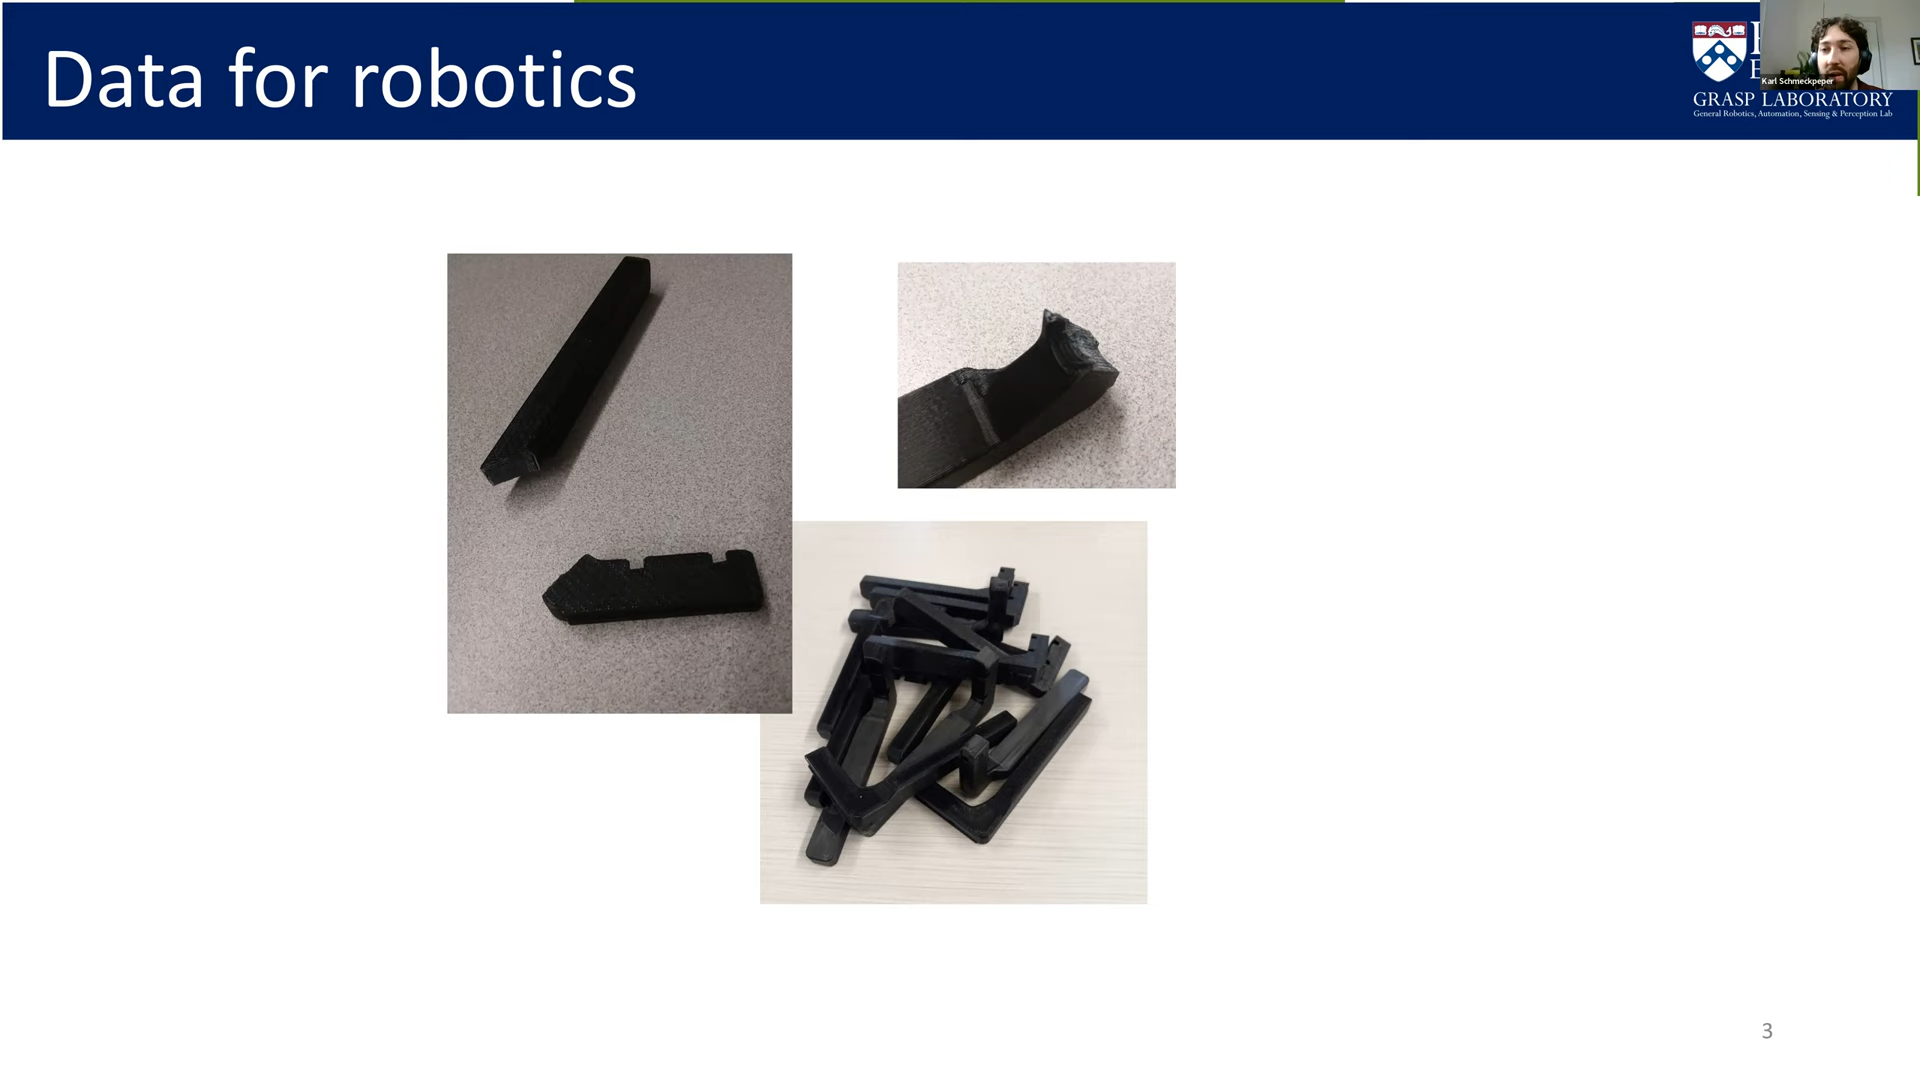 Data for robotics
Karl Schmeckpeper
GRASP LABORATORY
General Robotics, Automation, Sensing & Perception Lab
3